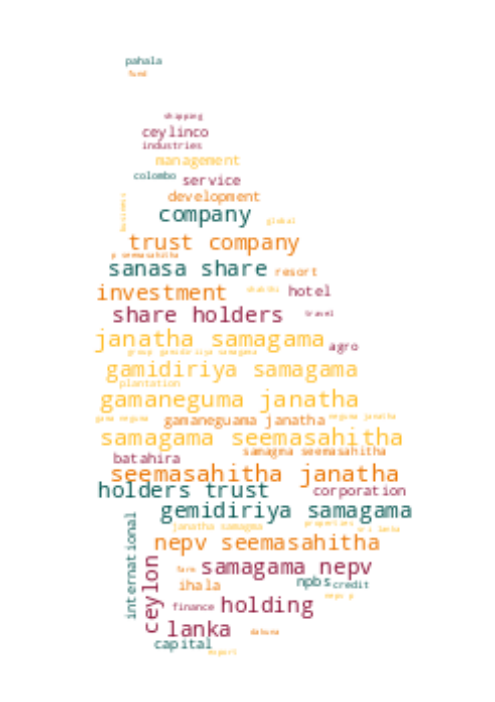 pahala
fund
shipping
ceylinco
industries
management
colombo service
development
business
company global
trust company
p seemasahitha
sanasa share resort
investment shakthi hotel
share holders travel
janatha samagama agro
group gemidiriya samagama
gamidiriya samagama
plantation
gamaneguma janatha
gama neguma gamaneguama janatha neguma janatha
samagama seemasahitha
samagma seemasahitha
batahira
seemasahitha janatha
holders trust corporation
gemidiriya samagama
international
janatha samagma properties sri lanka
nepv seemasahitha
ceylon
farm samagama nepv
ihala npbs credit
nepv p
finance holding
lanka dakuna
capital
export